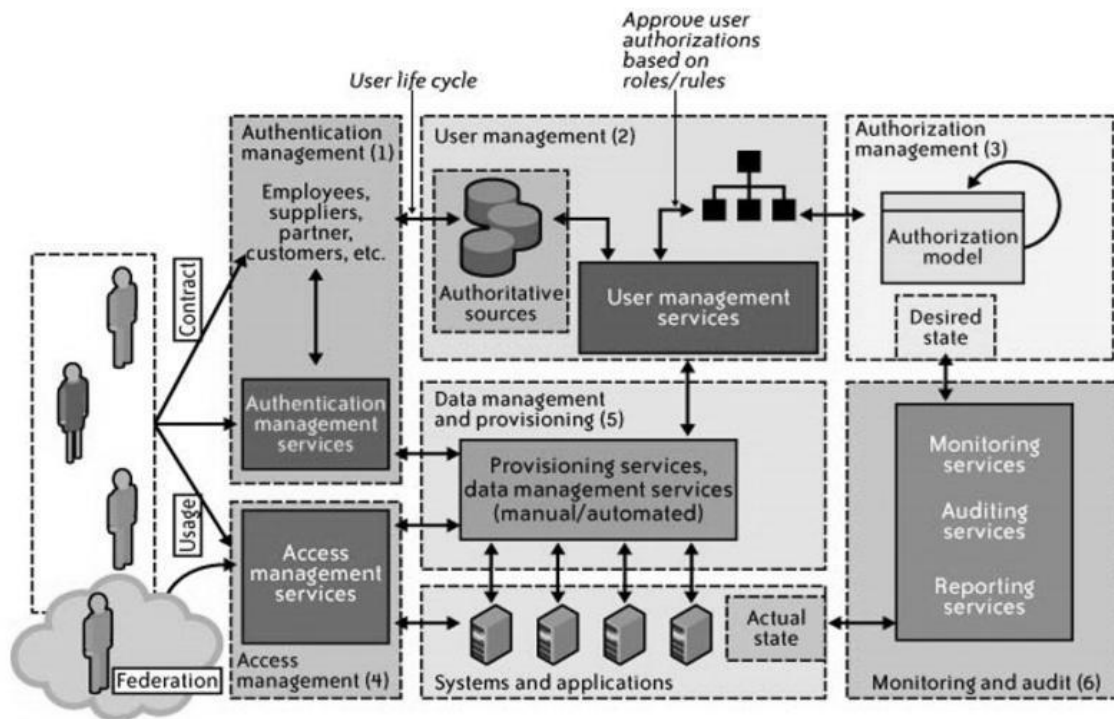 Approve user
authorizations
based on
roles/rules
User life cycle
Authentication
management (1)
Employees,
suppliers,
partner,
customers, etc.
Authentication
management
services
User management (2)
Authoritative
sources
User management
services
Authorization
management (3)
Authorization
model
Desired
state
Contract
Usage
Federation
Access
management
services
Access
management (4)
Data management
and provisioning (5)
Provisioning services,
data management services
(manual/automated)
Actual
state
Systems and applications
Monitoring
services
Auditing
services
Reporting
services
Monitoring and audit (6)